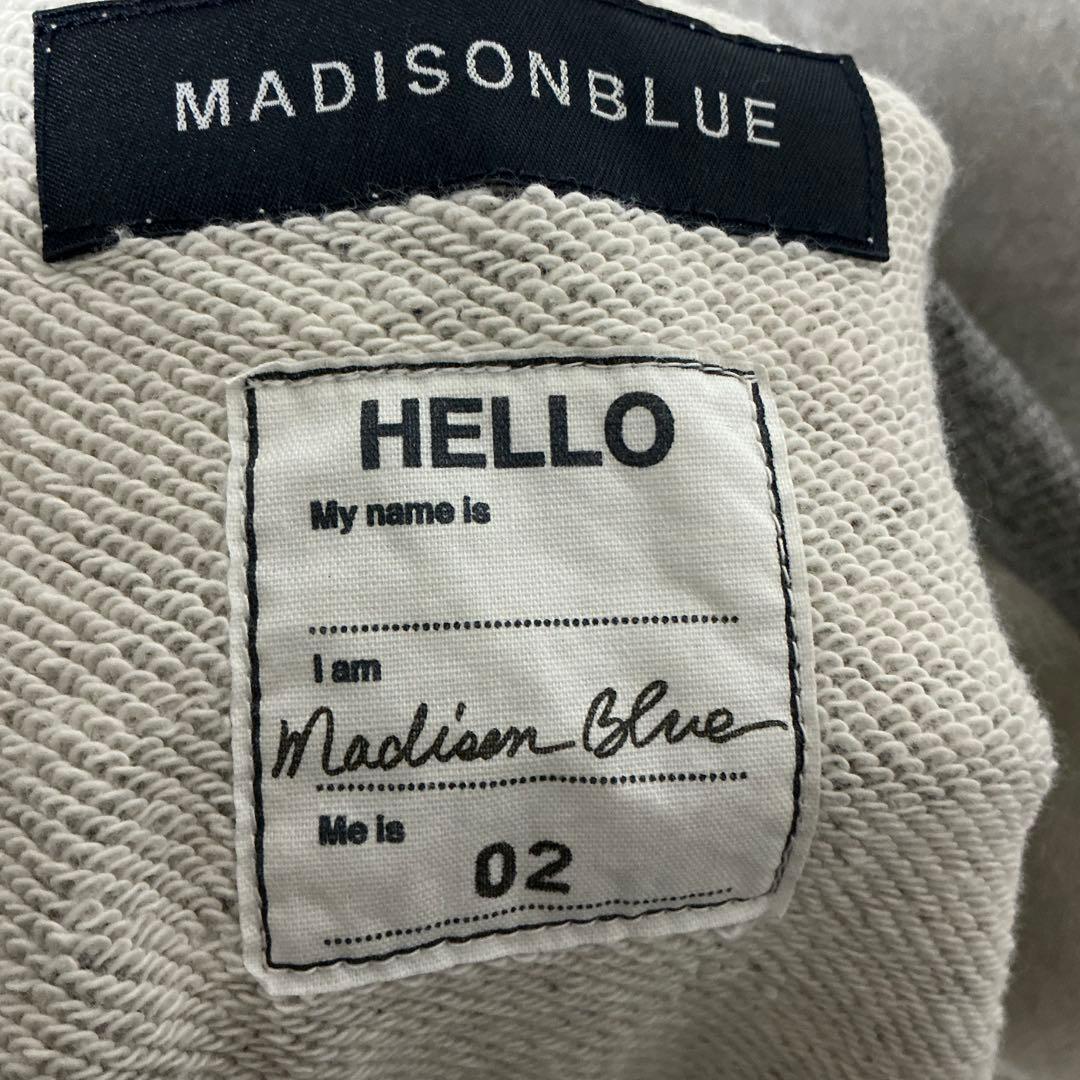 MADISONBLUE
HELLO
My name is
I am
Madison Blue
Me is
02